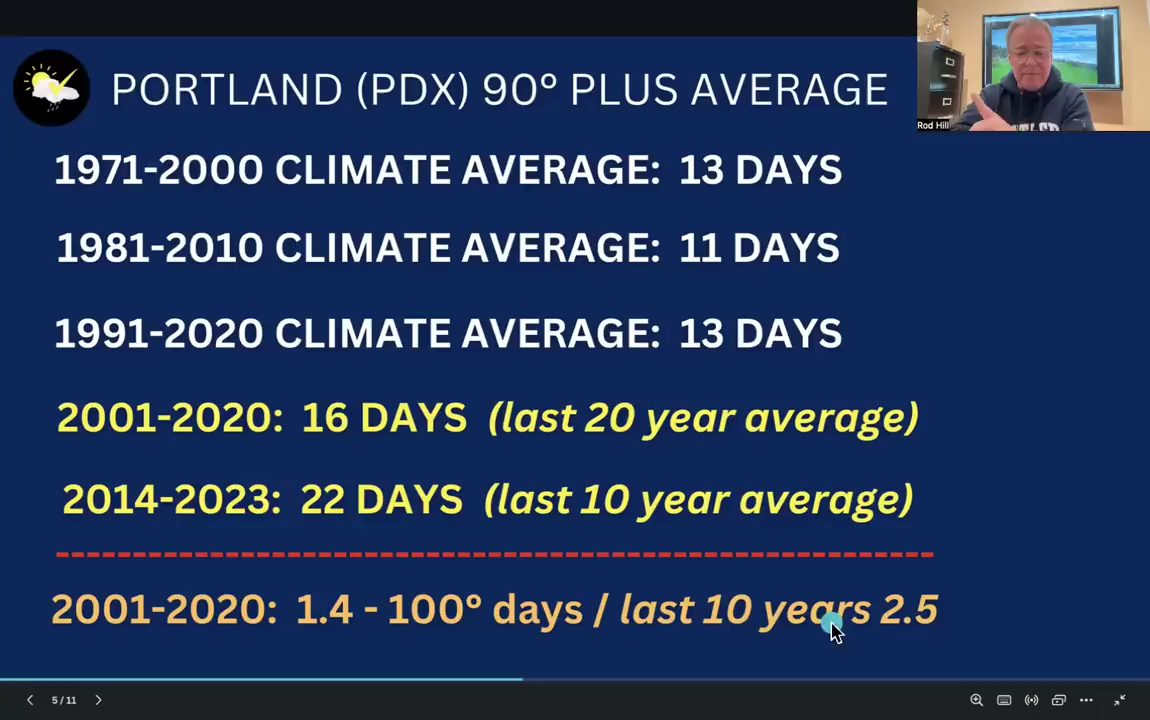 PORTLAND (PDX) 90° PLUS AVERAGE
Rod Hill
1971-2000 CLIMATE AVERAGE: 13 DAYS
1981-2010 CLIMATE AVERAGE: 11 DAYS
1991-2020 CLIMATE AVERAGE: 13 DAYS
2001-2020: 16 DAYS (last 20 year average)
2014-2023: 22 DAYS (last 10 year average)
2001-2020: 1.4 - 100° days / last 10 years 2.5
5 / 11